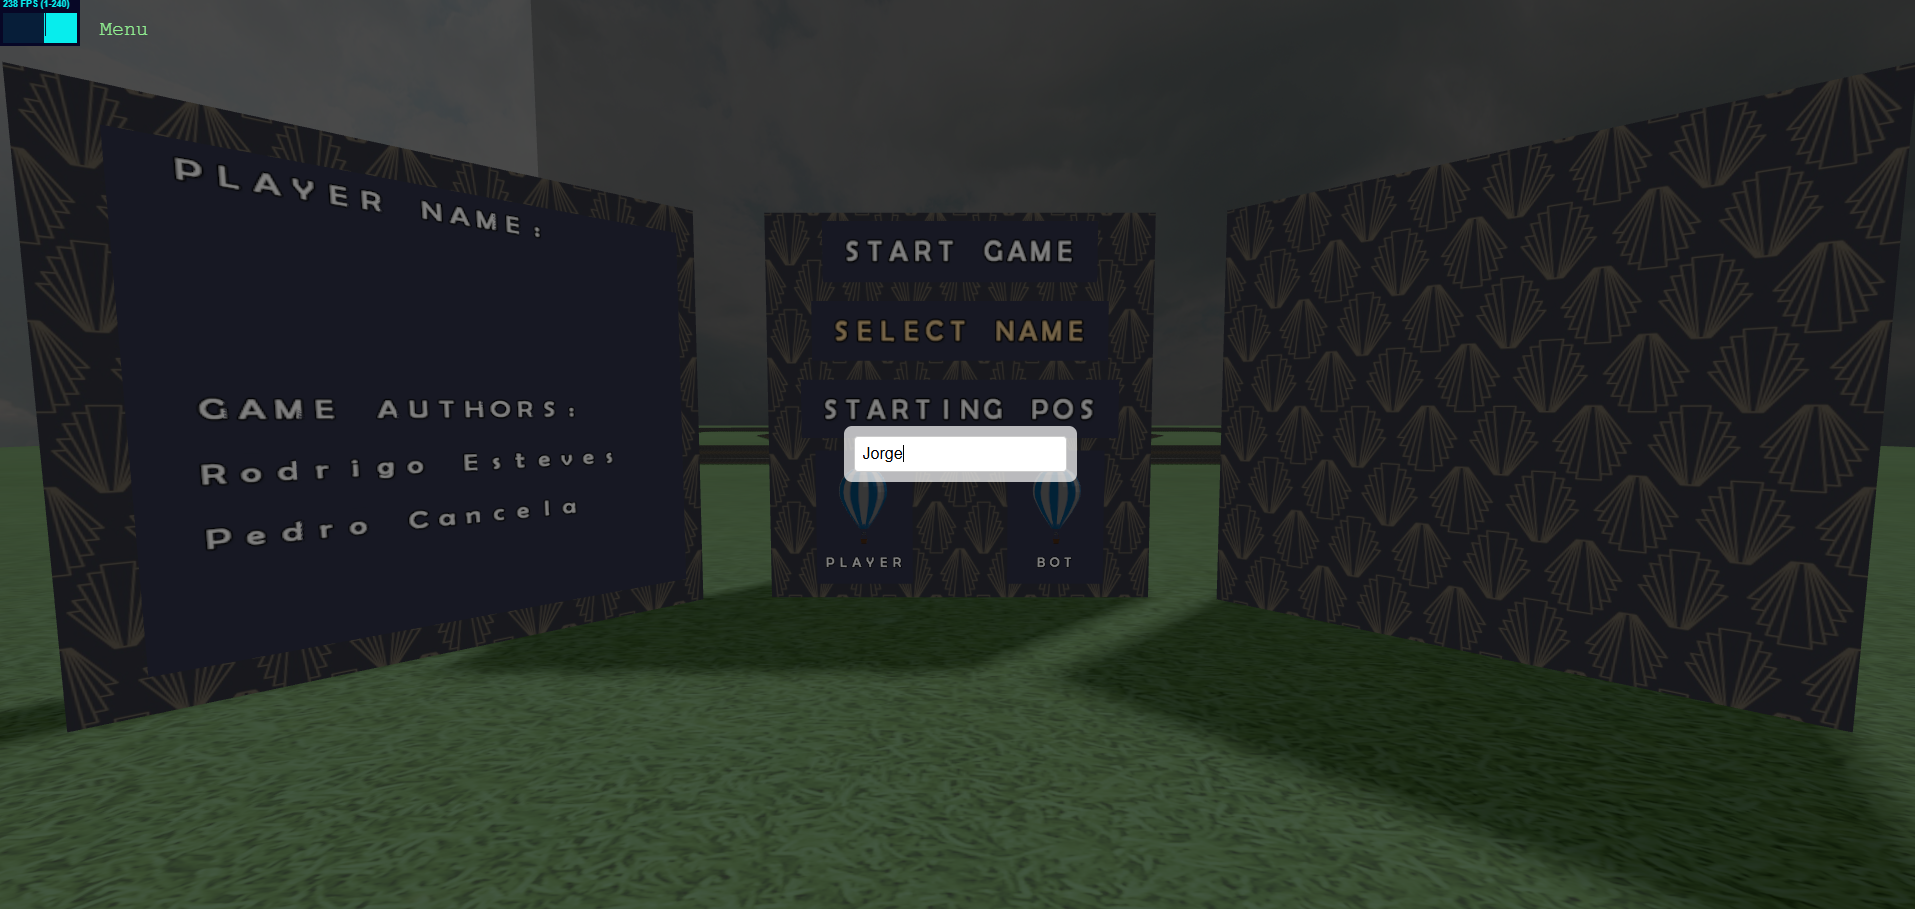 238 FPS (1-240)
Menu
PLAYER NAME:
GAME AUTHORS:
Rodrigo Esteves
Pedro Cancela
START GAME
SELECT NAME
STARTING POS
Jorge
PLAYER
BOT